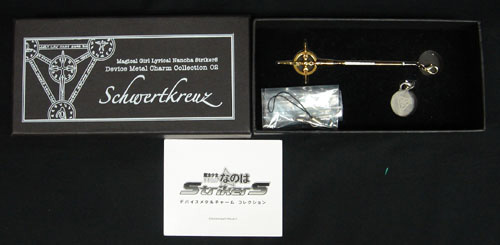 Magical Girl Lyrical Nanoha StrikerS
Device Metal Charm Collection 02
Schwertkreuz
なのは
StrikerS
デバイスメタルチャーム コレクション